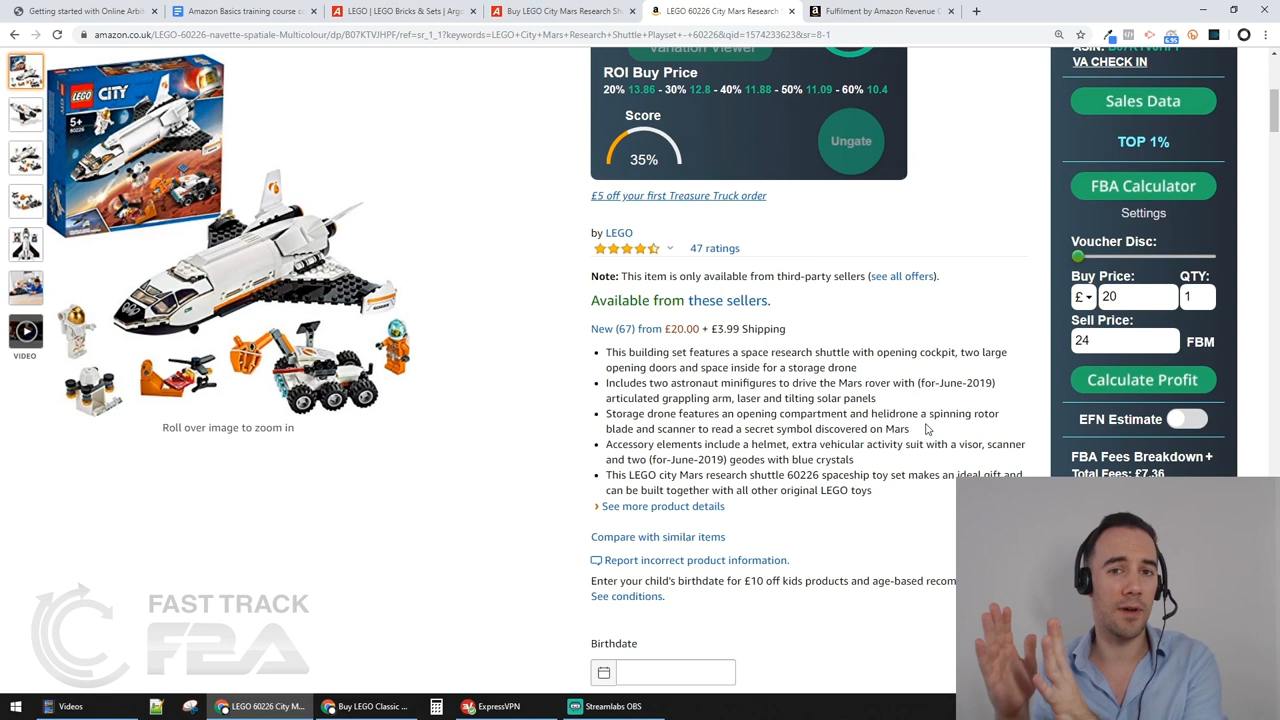 Getting started with Online Arbit
Amazon Basics training course co
LEGO | LEGO Bricks & Sets | Argo
Buy LEGO City Mars Research Shu
LEGO 60226 City Mars Research S
Fulfilment by Amazon Revenue C
amazon.co.uk/LEGO-60226-navette-spatiale-Multicolour/dp/B07KTVJHPF/ref=sr_1_1?keywords=LEGO+City+Mars+Research+Shuttle+Playset+-+60226&qid=1574233623&sr=8-1
LEGO CITY
5+
60226
VIDEO
Roll over image to zoom in
Variation Viewer
ROI Buy Price
20% 13.86 - 30% 12.8 - 40% 11.88 - 50% 11.09 - 60% 10.4
Score
35%
Ungate
£5 off your first Treasure Truck order
by LEGO
47 ratings
Note: This item is only available from third-party sellers (see all offers).
Available from these sellers.
New (67) from £20.00 + £3.99 Shipping
• This building set features a space research shuttle with opening cockpit, two large
opening doors and space inside for a storage drone
• Includes two astronaut minifigures to drive the Mars rover with (for-June-2019)
articulated grappling arm, laser and tilting solar panels
• Storage drone features an opening compartment and helidrone a spinning rotor
blade and scanner to read a secret symbol discovered on Mars
• Accessory elements include a helmet, extra vehicular activity suit with a visor, scanner
and two (for-June-2019) geodes with blue crystals
• This LEGO city Mars research shuttle 60226 spaceship toy set makes an ideal gift and
can be built together with all other original LEGO toys
› See more product details
Compare with similar items
Report incorrect product information.
Enter your child's birthdate for £10 off kids products and age-based recom
See conditions.
Birthdate
ASIN: B07KTVJHPF
VA CHECK IN
Sales Data
TOP 1%
FBA Calculator
Settings
Voucher Disc:
Buy Price: QTY:
£ 20 1
Sell Price:
24 FBM
Calculate Profit
EFN Estimate
FBA Fees Breakdown +
Total Fees: £7.36
FAST TRACK
FBA
Videos
LEGO 60226 City M...
Buy LEGO Classic ...
ExpressVPN
Streamlabs OBS